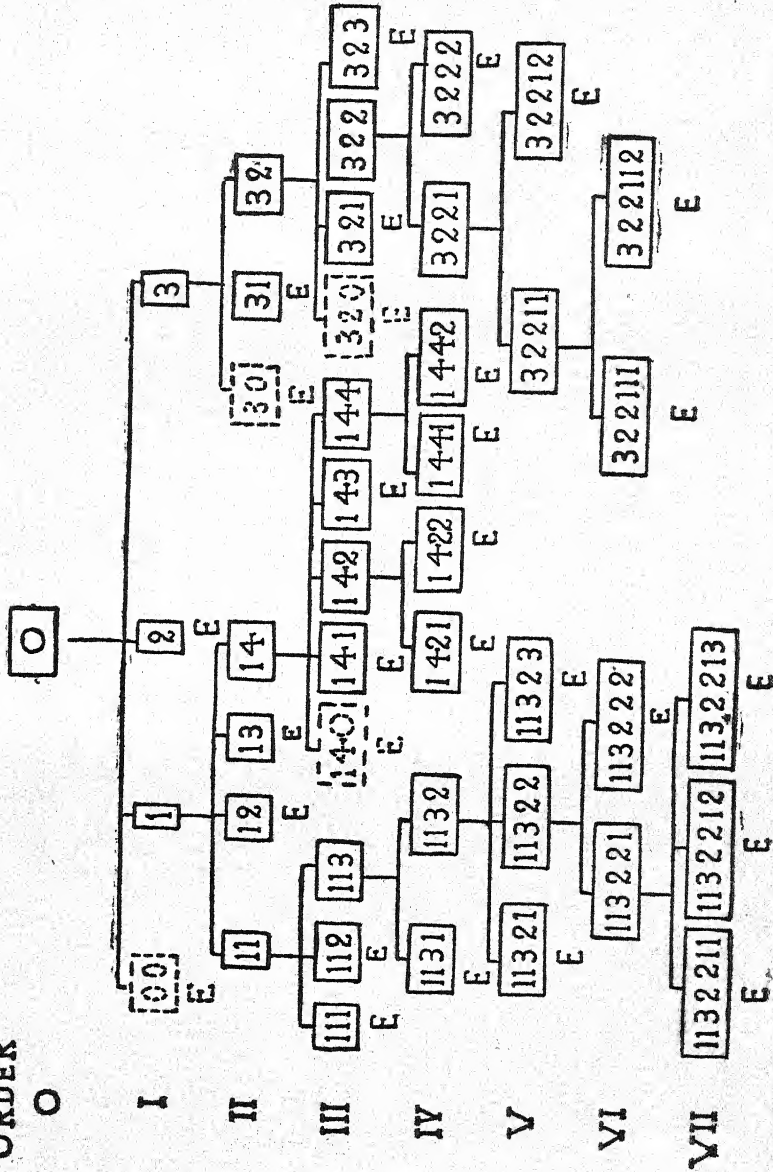 ORDER
O O
I 00 1 2 3
E E
II 11 12 13 14 30 31 32
E E E E
III 111 112 113 140 141 142 143 144 320 321 322 323
E E E E E E E E
IV 1131 1132 1421 1422 1441 1442 3221 3222
E E E E E E
V 11321 11322 11323 32211 32212
E E E
VI 113221 113222 322111 322112
E E E
VII 1132211 1132212 1132213
E E E